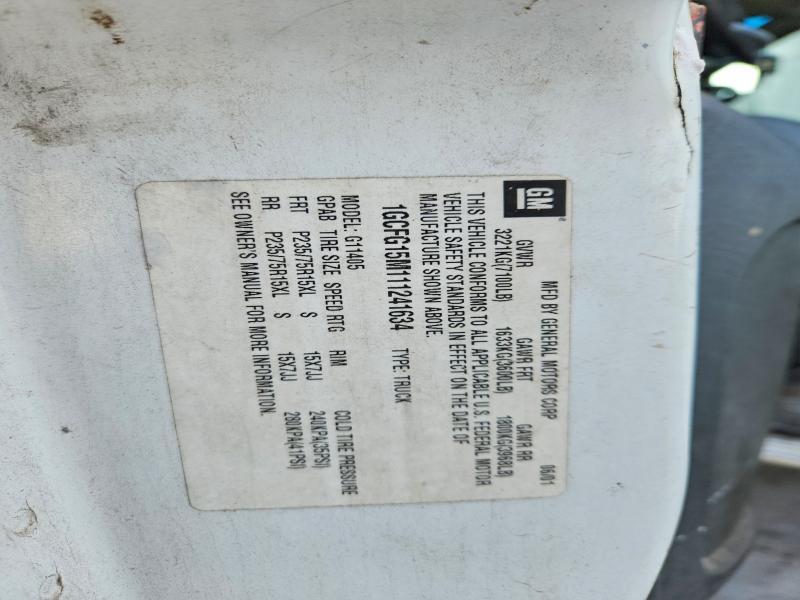 GM
MFD BY GENERAL MOTORS CORP 06/01
GVWR GAWR FRT GAWR RR
3221KG(7100LB) 1633KG(3600LB) 1800KG(3968LB)
THIS VEHICLE CONFORMS TO ALL APPLICABLE U.S. FEDERAL MOTOR
VEHICLE SAFETY STANDARDS IN EFFECT ON THE DATE OF
MANUFACTURE SHOWN ABOVE.
1GCFG15M111241634 TYPE: TRUCK
MODEL: G11405
GPAB TIRE SIZE SPEED RTG RIM COLD TIRE PRESSURE
FRT P235/75R15XL S 15X7JJ 240KPA(35PSI)
RR P235/75R15XL S 15X7JJ 280KPA(41PSI)
SEE OWNER'S MANUAL FOR MORE INFORMATION.